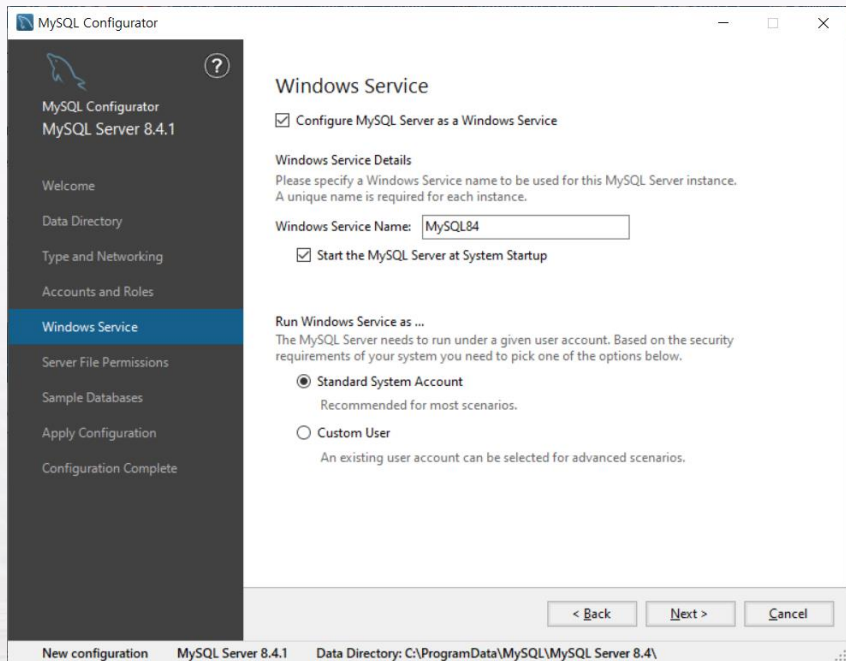 MySQL Configurator
?
MySQL Configurator
MySQL Server 8.4.1
Welcome
Data Directory
Type and Networking
Accounts and Roles
Windows Service
Server File Permissions
Sample Databases
Apply Configuration
Configuration Complete
Windows Service
Configure MySQL Server as a Windows Service
Windows Service Details
Please specify a Windows Service name to be used for this MySQL Server instance.
A unique name is required for each instance.
Windows Service Name: MySQL84
Start the MySQL Server at System Startup
Run Windows Service as ...
The MySQL Server needs to run under a given user account. Based on the security
requirements of your system you need to pick one of the options below.
Standard System Account
Recommended for most scenarios.
Custom User
An existing user account can be selected for advanced scenarios.
< Back Next > Cancel
New configuration MySQL Server 8.4.1 Data Directory: C:\ProgramData\MySQL\MySQL Server 8.4\